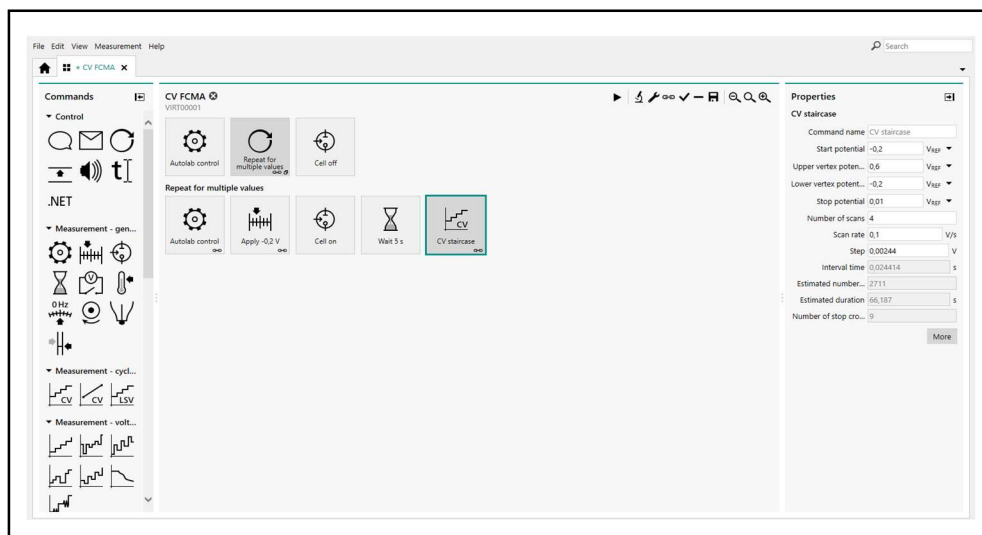 File Edit View Measurement Help
Search
+ CV FCMA
Commands
Control
t
.NET
Measurement - gen...
V
0 Hz
Measurement - cycl...
CV
CV
LSV
Measurement - volt...
CV FCMA
VIRT00001
Autolab control
Repeat for
multiple values
Cell off
Repeat for multiple values
Autolab control
Apply -0,2 V
Cell on
Wait 5 s
CV
CV staircase
Properties
CV staircase
Command name CV staircase
Start potential -0,2 VREF
Upper vertex poten... 0,6 VREF
Lower vertex potent... -0,2 VREF
Stop potential 0,01 VREF
Number of scans 4
Scan rate 0,1 V/s
Step 0,00244 V
Interval time 0,024414 s
Estimated number... 2711
Estimated duration 66,187 s
Number of stop cro... 9
More